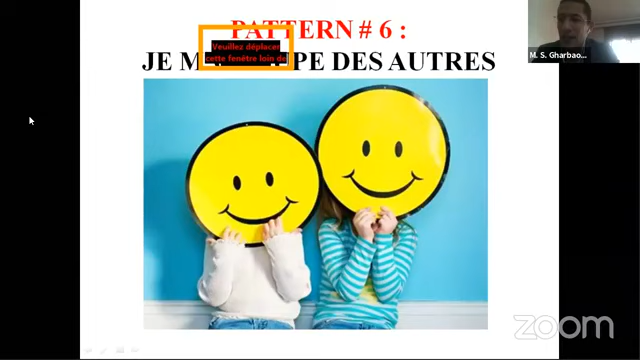 PATTERN # 6 :
Veuillez déplacer
cette fenêtre loin de
JE M PE DES AUTRES
M. S. Gharbao...
zoom